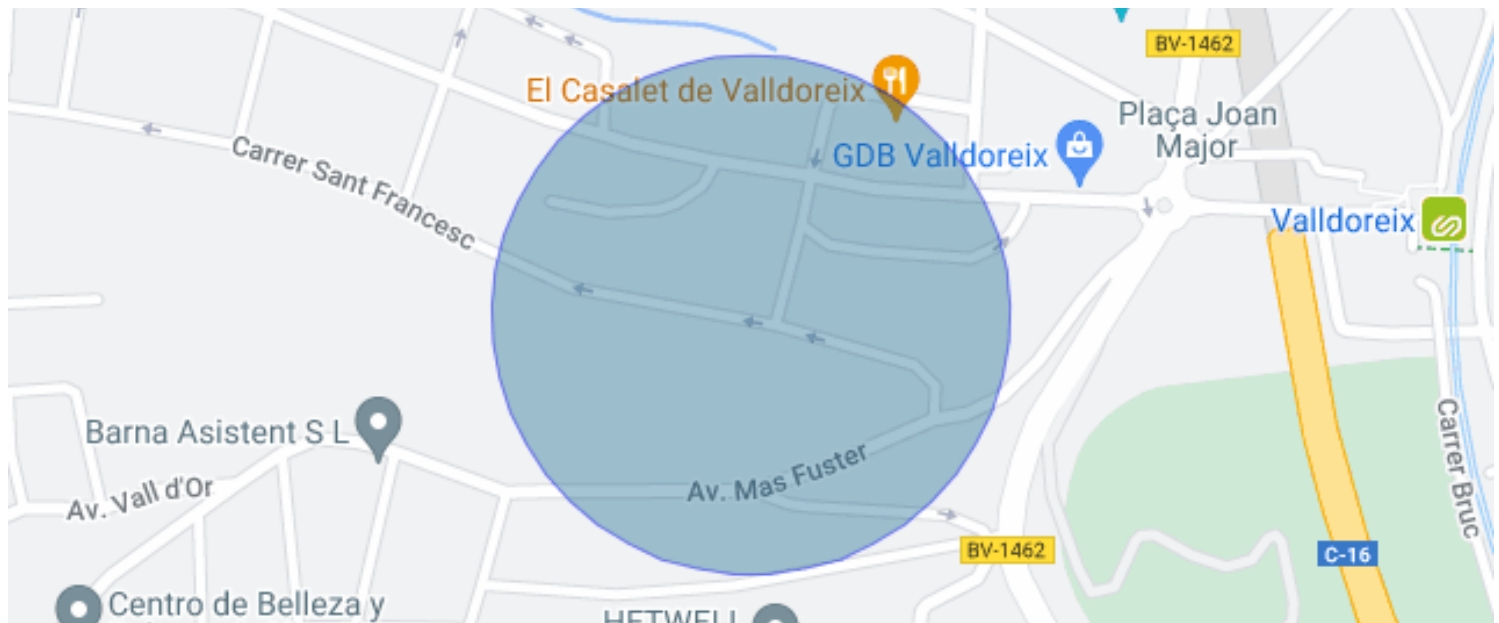 BV-1462
El Casalet de Valldoreix
Plaça Joan
Major
GDB Valldoreix
Carrer Sant Francesc
Valldoreix
Barna Asistent S L
Av. Mas Fuster
Av. Vall d'Or
Carrer Bruc
BV-1462
C-16
Centro de Belleza y
HETWELL